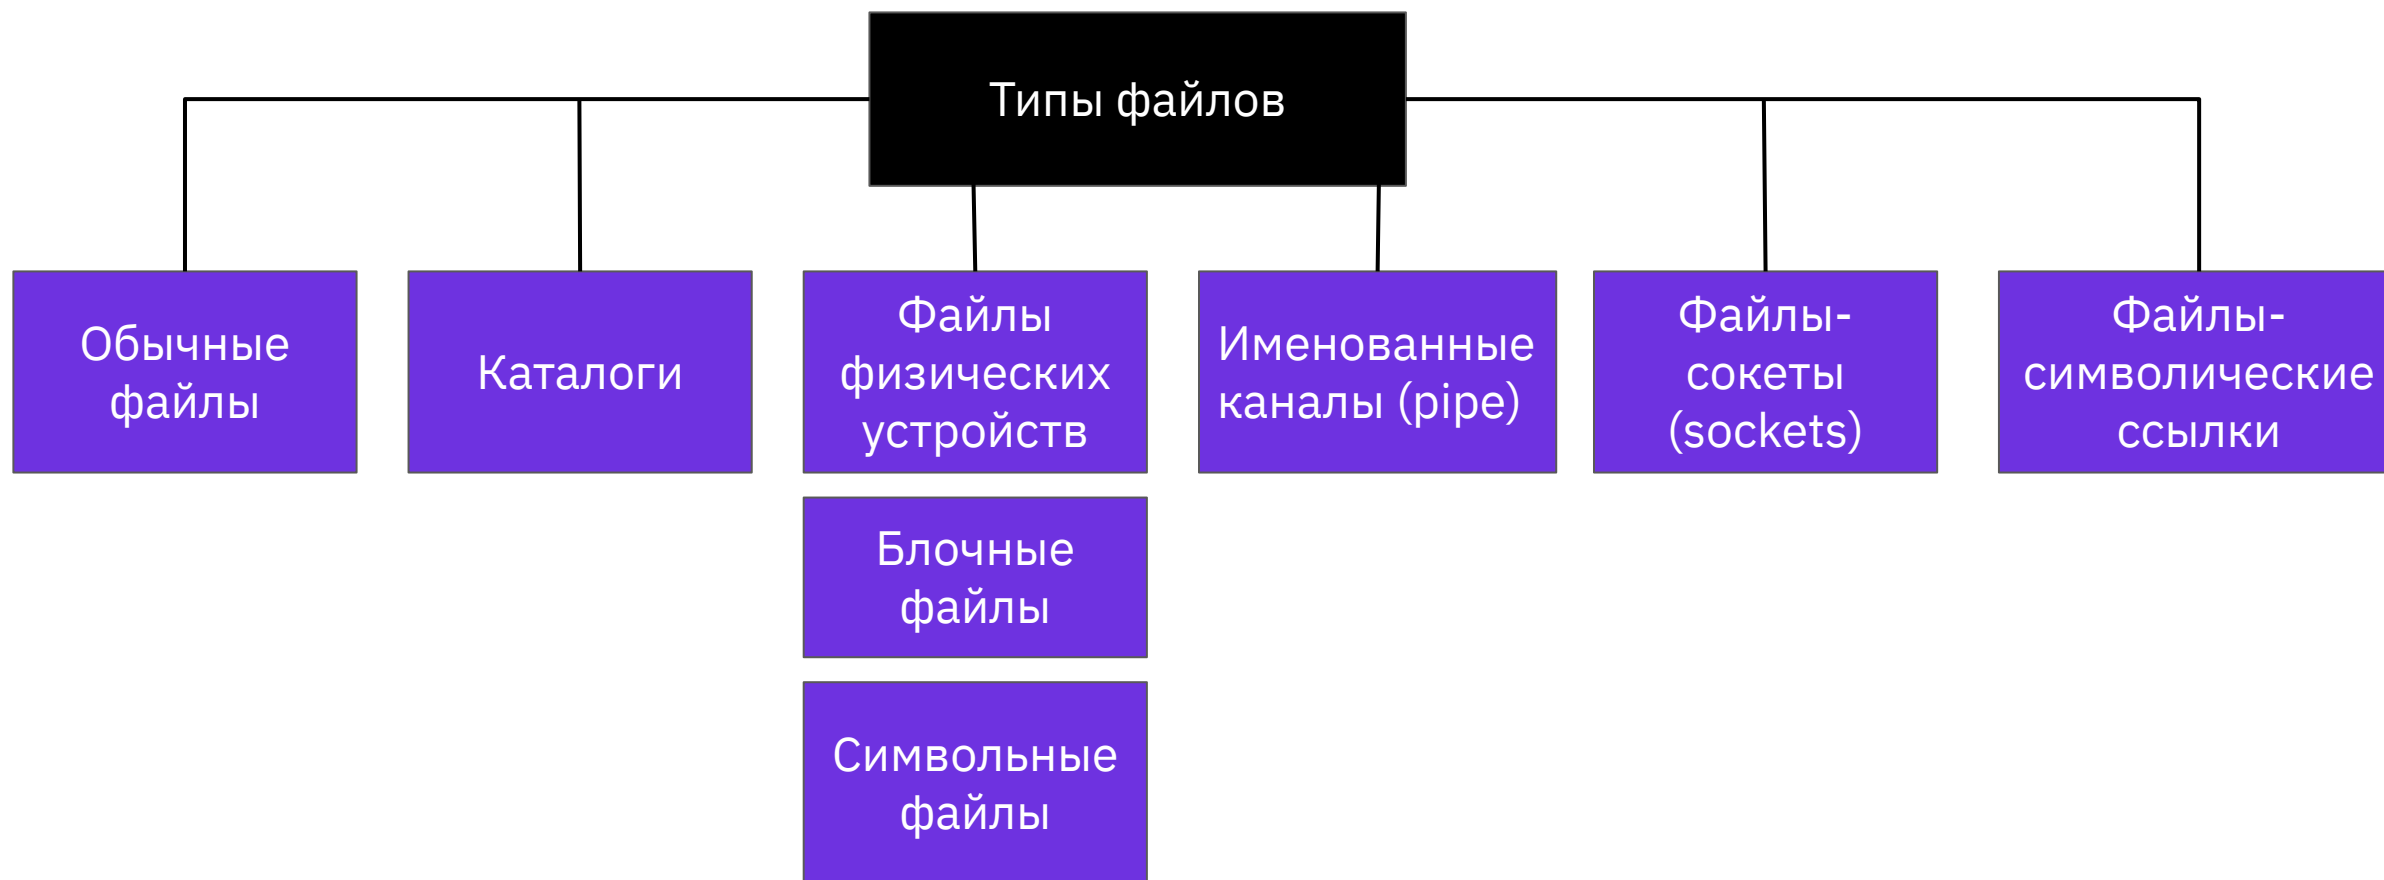 Типы файлов
Обычные
файлы
Каталоги
Файлы
физических
устройств
Блочные
файлы
Символьные
файлы
Именованные
каналы (pipe)
Файлы-
сокеты
(sockets)
Файлы-
символические
ссылки